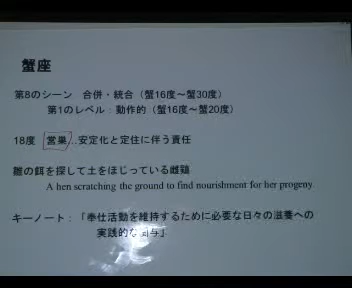 蟹座
第8のシーン 合併・統合（蟹16度～蟹30度）
第1のレベル：動作的（蟹16度～蟹20度）
18度 営巣…安定化と定住に伴う責任
雛の餌を探して土をほじっている雌鶏
A hen scratching the ground to find nourishment for her progeny
キーノート：「奉仕活動を維持するために必要な日々の滋養への
実践的な